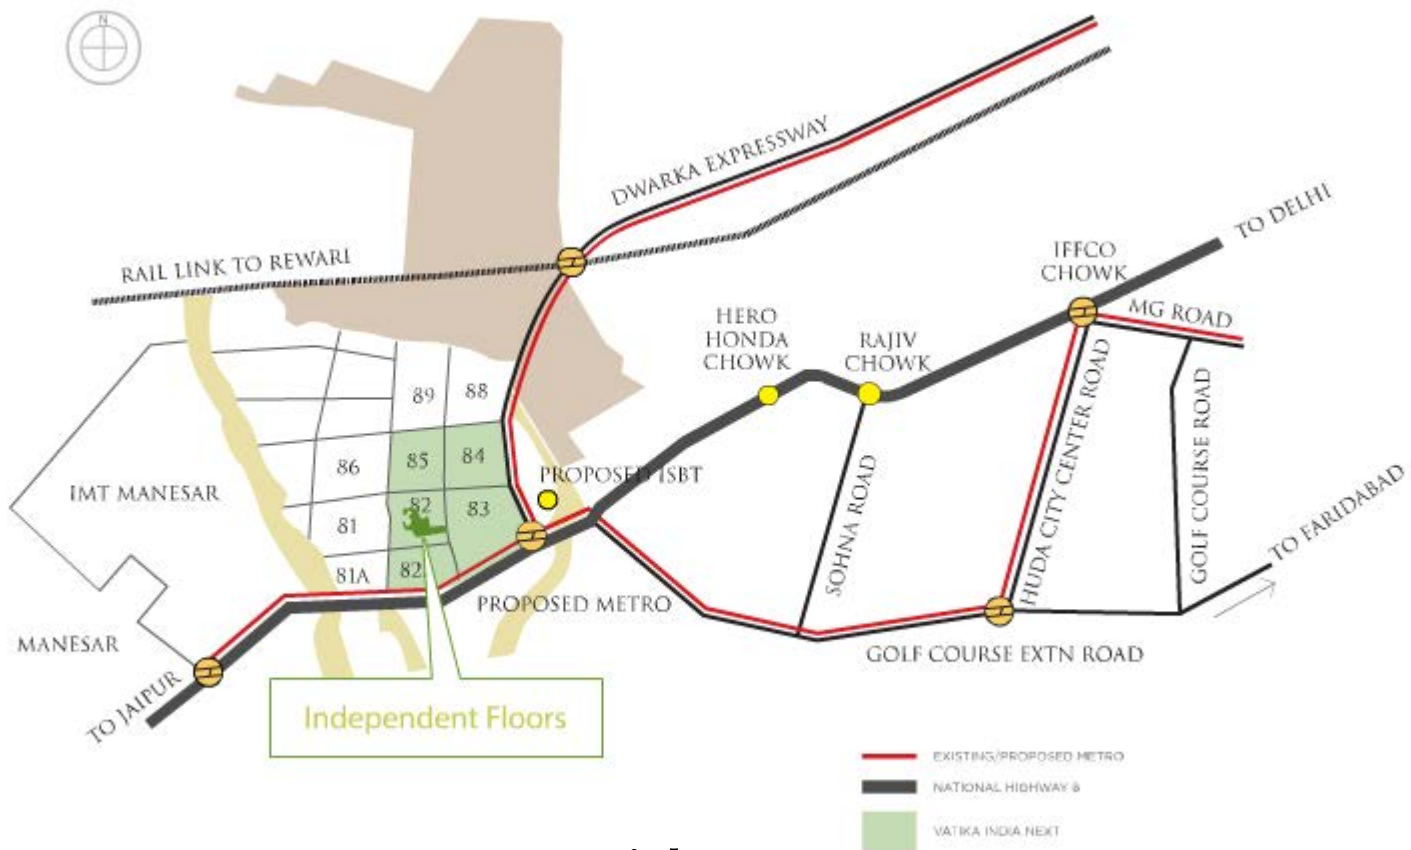 N
DWARKA EXPRESSWAY
TO DELHI
RAIL LINK TO REWARI
IFFCO
CHOWK
MG ROAD
HERO
HONDA
CHOWK
RAJIV
CHOWK
89
88
86
85
84
PROPOSED ISBT
IMT MANESAR
81
82
83
81A
82
SOHNA ROAD
HUDA CITY CENTER ROAD
GOLF COURSE ROAD
TO FARIDABAD
PROPOSED METRO
MANESAR
GOLF COURSE EXTN ROAD
TO JAIPUR
Independent Floors
EXISTING/PROPOSED METRO
NATIONAL HIGHWAY 8
VATIKA INDIA NEXT